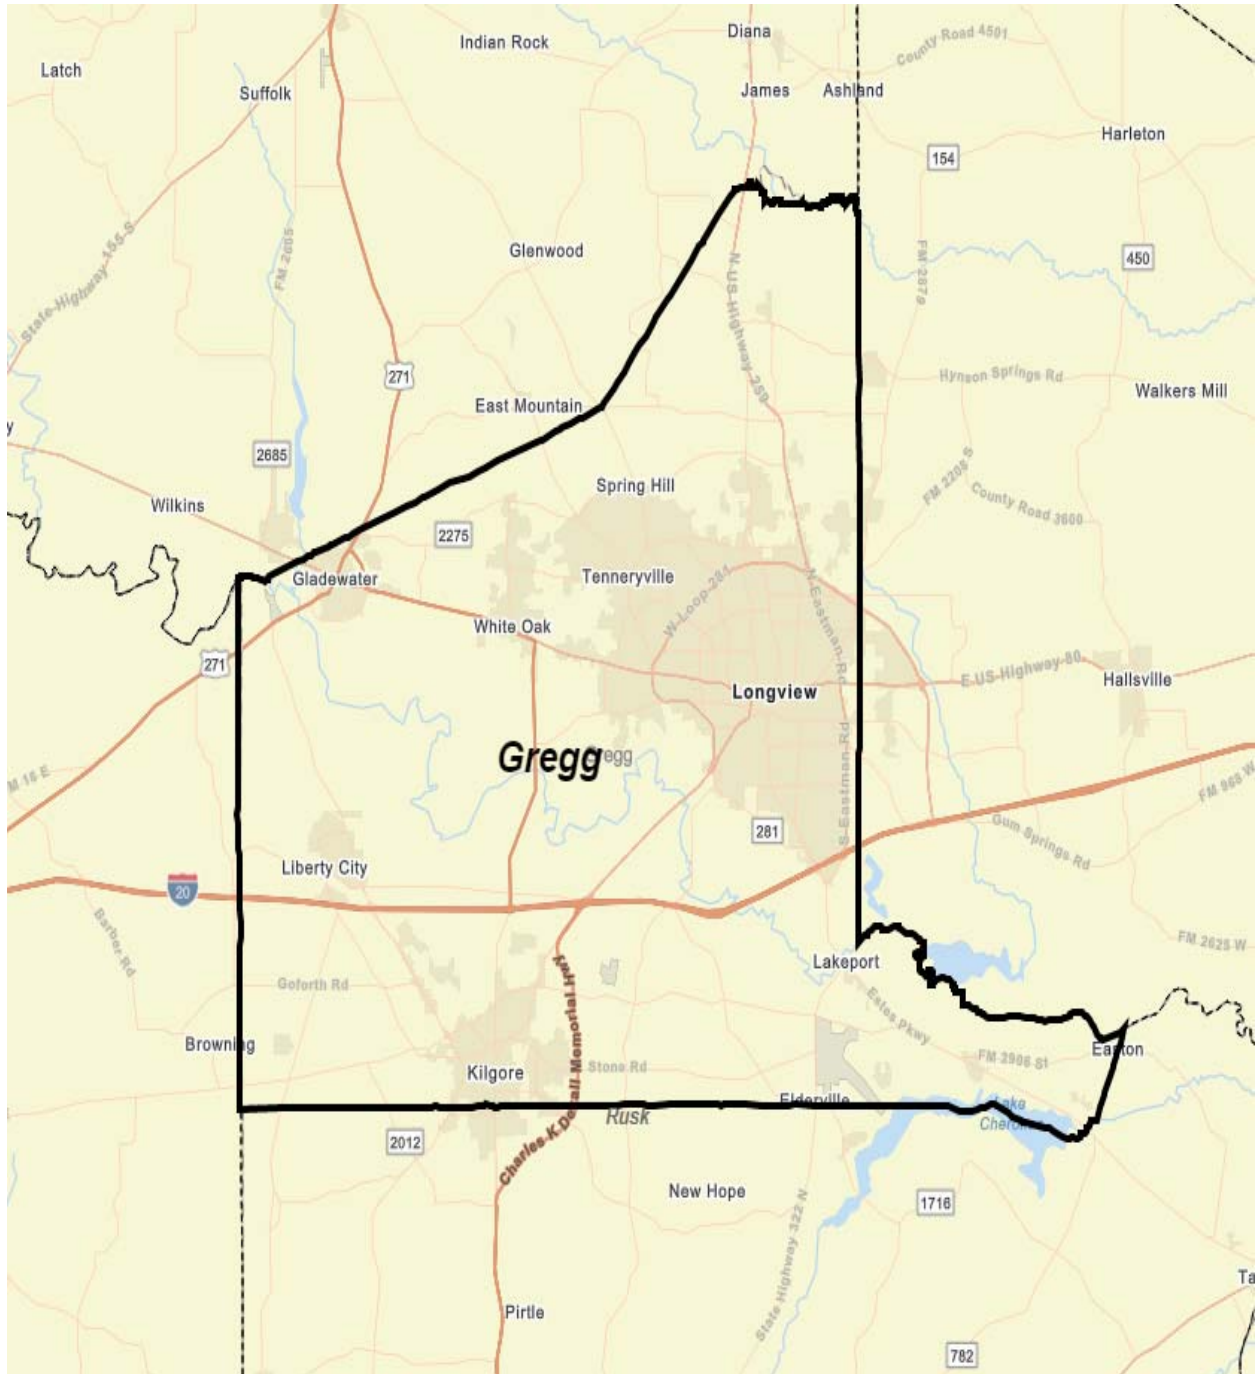 Diana
Indian Rock
County Road 4501
Latch
Suffolk
James
Ashland
Harleton
154
State Highway 155 S
FM 2685
Glenwood
N US Highway 259
FM 2879
450
271
Hynson Springs Rd
Walkers Mill
East Mountain
y
2685
Spring Hill
FM 2208 S
County Road 3600
Wilkins
2275
Gladewater
Tenneryville
W Loop 281
N Eastman Rd
White Oak
271
E US Highway 80
Hallsville
Longview
Gregg
Gregg
S Eastman Rd
M 16 E
FM 968 W
281
Gum Springs Rd
Liberty City
20
Barber Rd
FM 2625 W
Lakeport
Goforth Rd
Estes Pkwy
Browning
Easton
FM 2906 St
Stone Rd
Kilgore
Charles K Devall Memorial Hwy
Elderville
Lake
Cherokee
Rusk
2012
New Hope
1716
State Highway 322 N
Ta
Pirtle
782